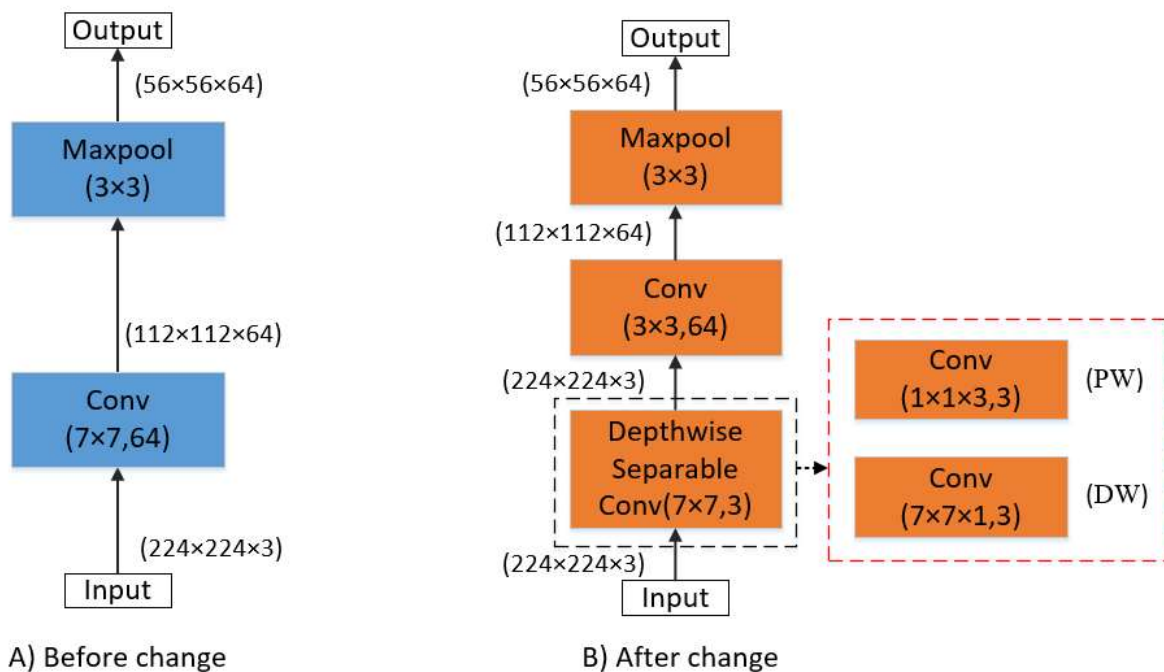 Output
(56×56×64)
Maxpool
(3×3)
(112×112×64)
Conv
(7×7,64)
(224×224×3)
Input
A) Before change
Output
(56×56×64)
Maxpool
(3×3)
(112×112×64)
Conv
(3×3,64)
(224×224×3)
Depthwise
Separable
Conv(7×7,3)
(224×224×3)
Input
Conv
(1×1×3,3)
(PW)
Conv
(7×7×1,3)
(DW)
B) After change